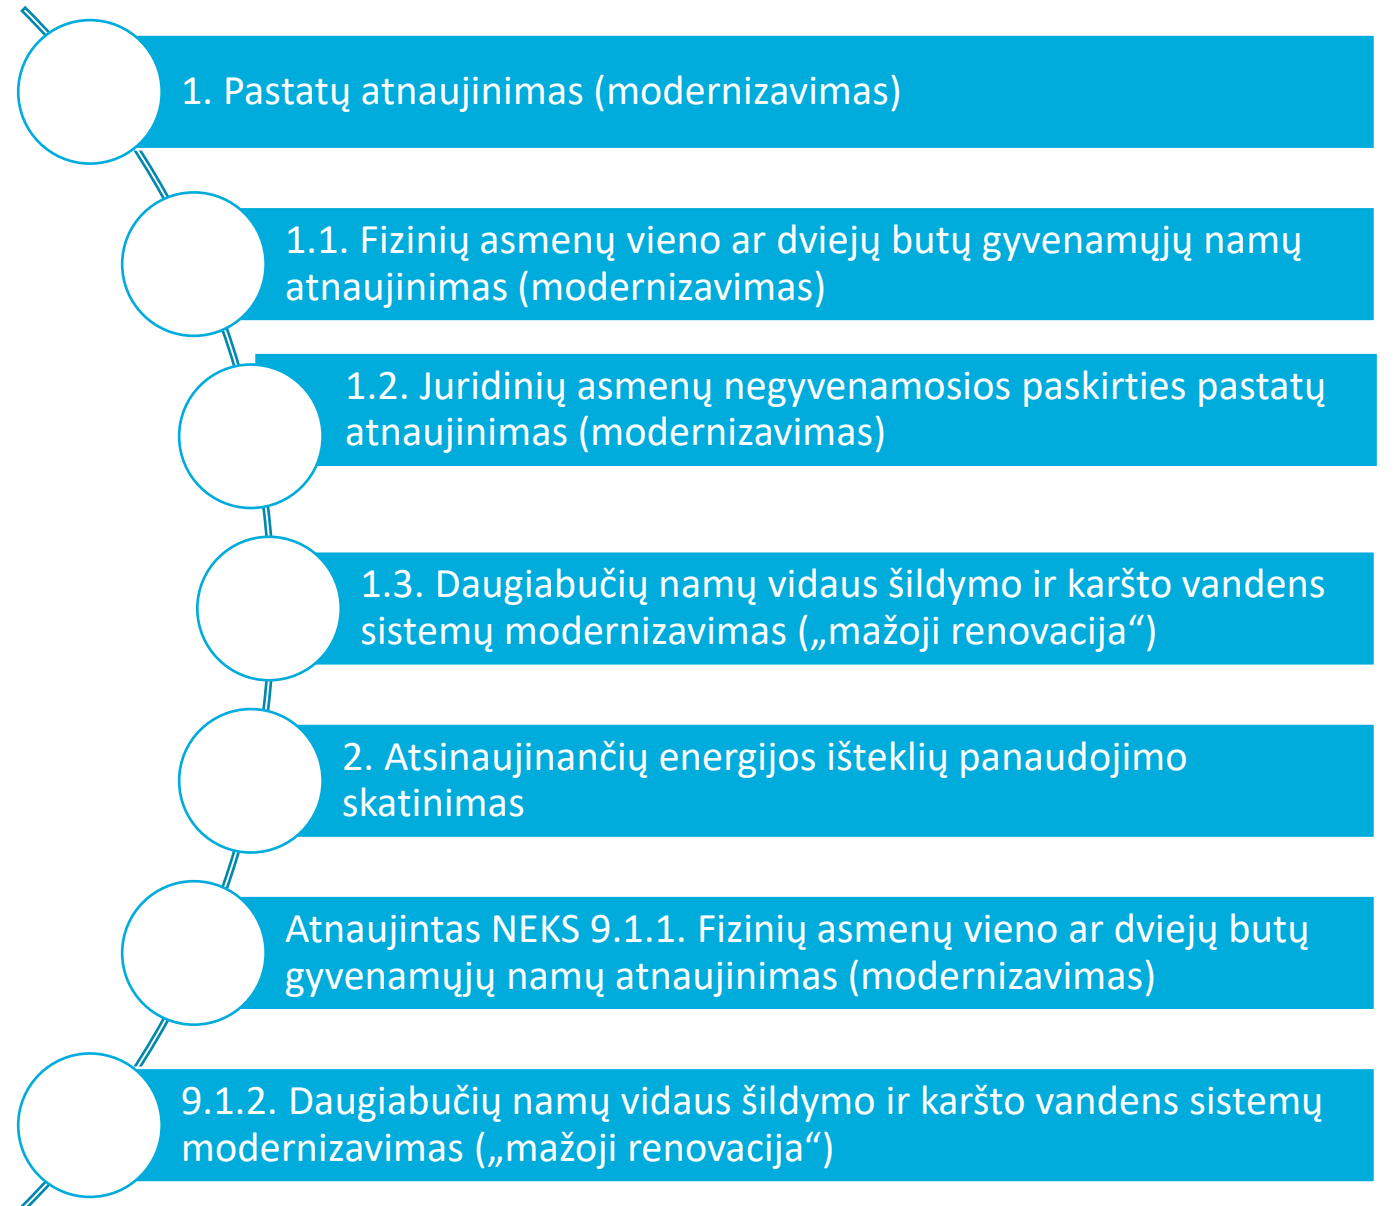 1. Pastatų atnaujinimas (modernizavimas)
1.1. Fizinių asmenų vieno ar dviejų butų gyvenamųjų namų
atnaujinimas (modernizavimas)
1.2. Juridinių asmenų negyvenamosios paskirties pastatų
atnaujinimas (modernizavimas)
1.3. Daugiabučių namų vidaus šildymo ir karšto vandens
sistemų modernizavimas („mažoji renovacija“)
2. Atsinaujinančių energijos išteklių panaudojimo
skatinimas
Atnaujintas NEKS 9.1.1. Fizinių asmenų vieno ar dviejų butų
gyvenamųjų namų atnaujinimas (modernizavimas)
9.1.2. Daugiabučių namų vidaus šildymo ir karšto vandens sistemų
modernizavimas („mažoji renovacija“)